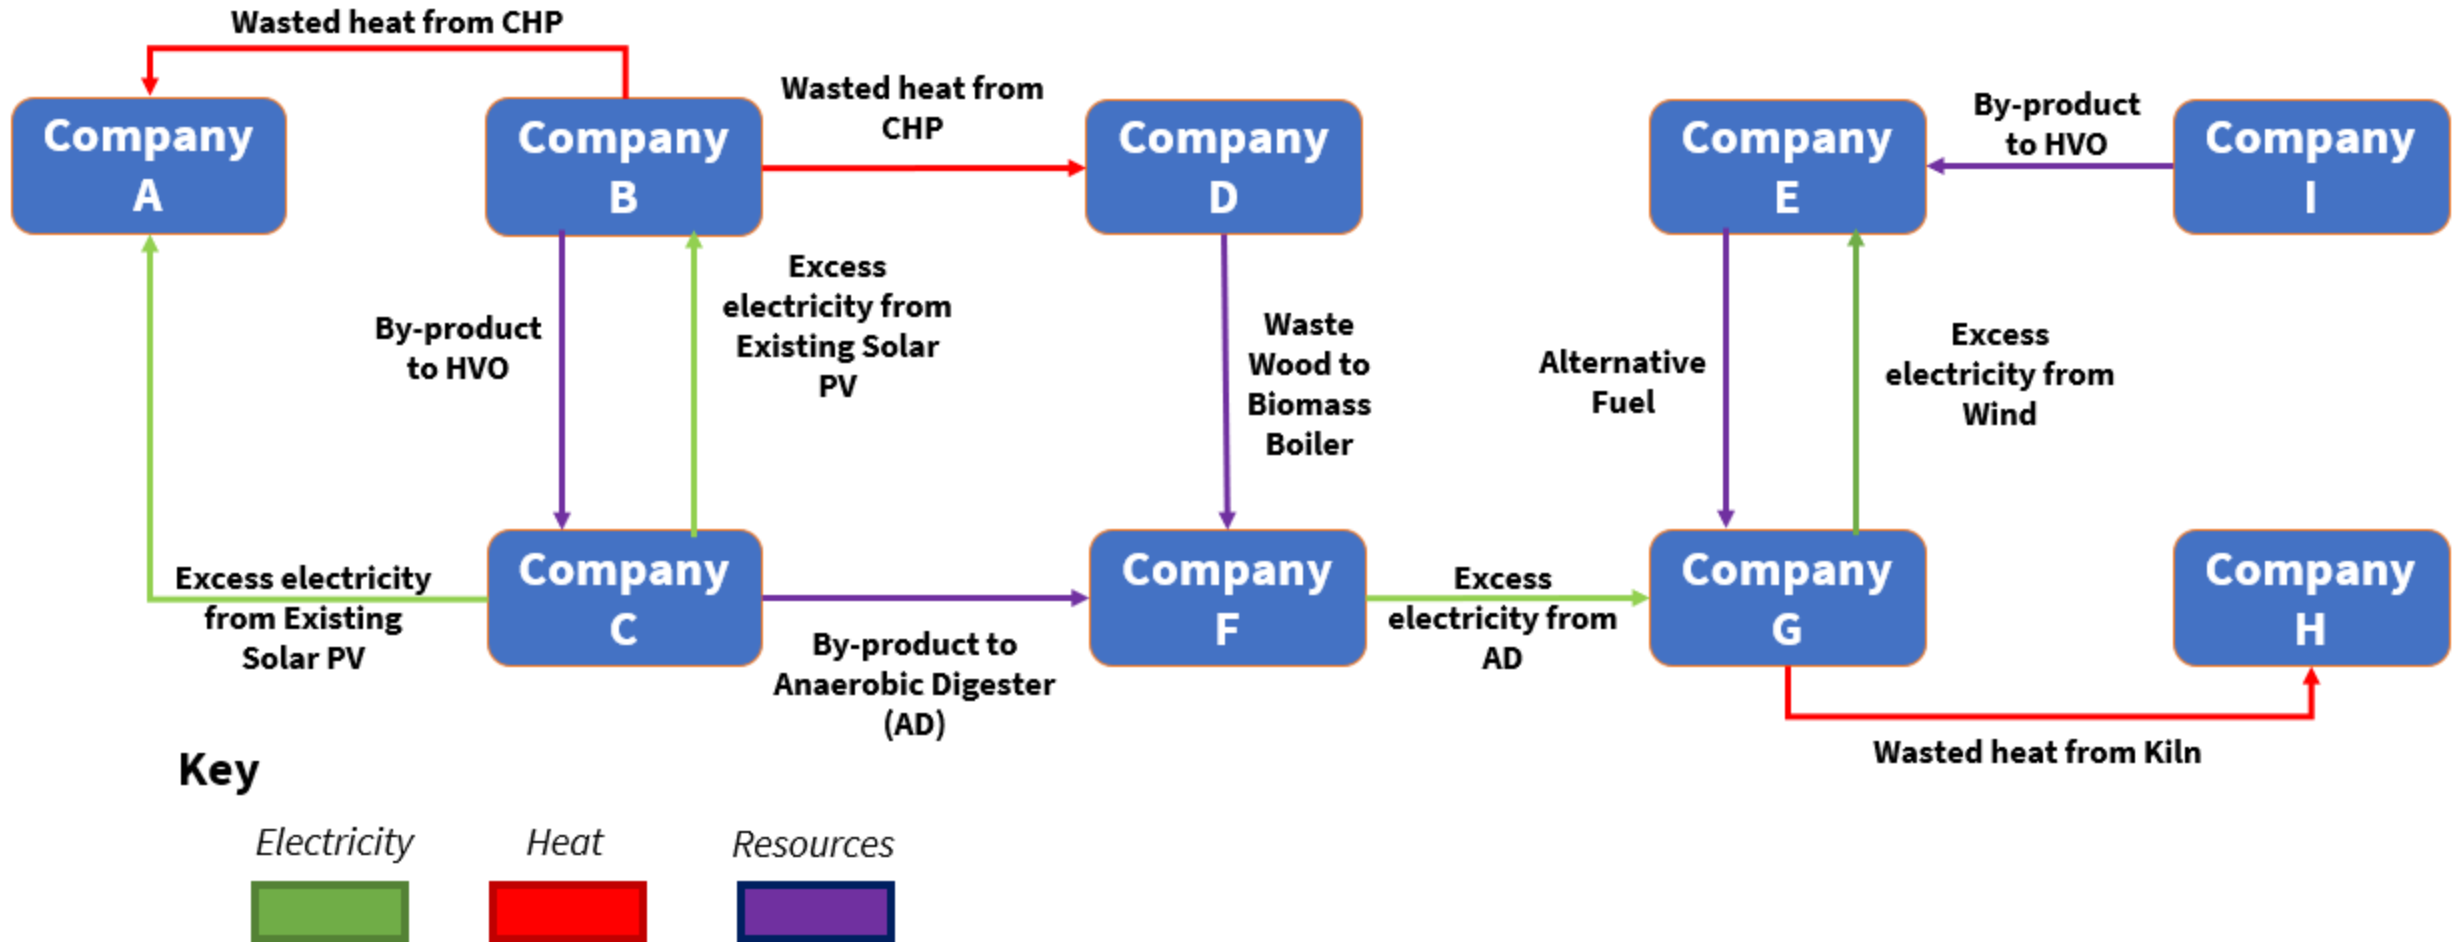 Wasted heat from CHP
Company
A
Company
B
Wasted heat from
CHP
Company
D
Company
E
By-product
to HVO
Company
I
By-product
to HVO
Excess
electricity from
Existing Solar
PV
Waste
Wood to
Biomass
Boiler
Alternative
Fuel
Excess
electricity from
Wind
Excess electricity
from Existing
Solar PV
Company
C
By-product to
Anaerobic Digester
(AD)
Company
F
Excess
electricity from
AD
Company
G
Company
H
Wasted heat from Kiln
Key
Electricity
Heat
Resources